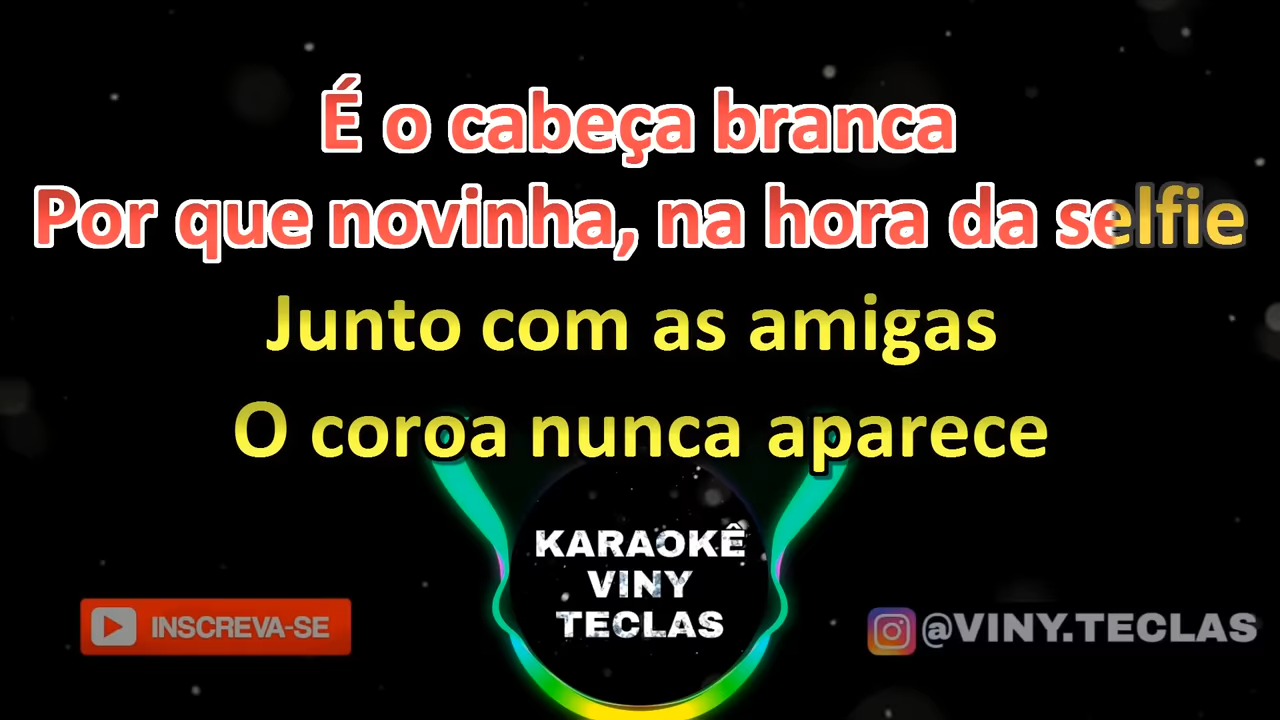 É o cabeça branca
Por que novinha, na hora da selfie
Junto com as amigas
O coroa nunca aparece
KARAOKÊ
VINY
TECLAS
INSCREVA-SE
@VINY.TECLAS